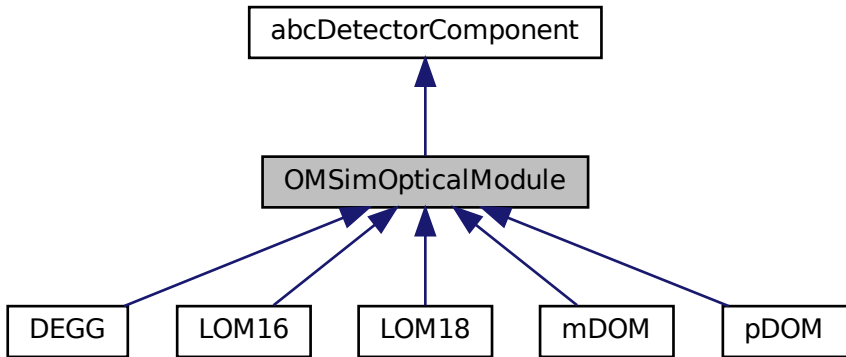 abcDetectorComponent
OMSimOpticalModule
DEGG LOM16 LOM18 mDOM pDOM